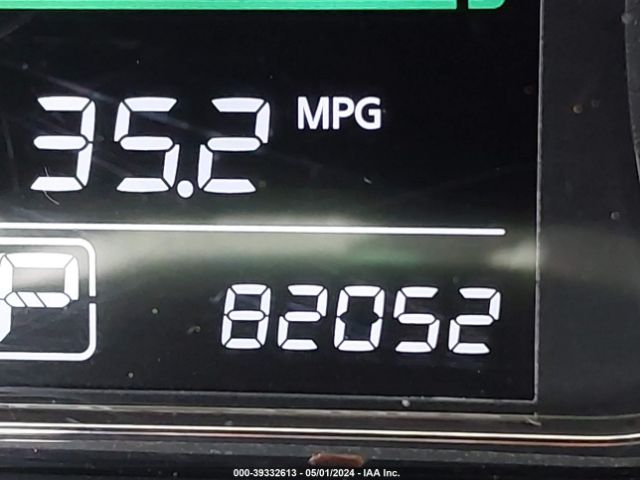 35.2 MPG
P 82052
000-39332613 - 05/01/2024 - IAA Inc.